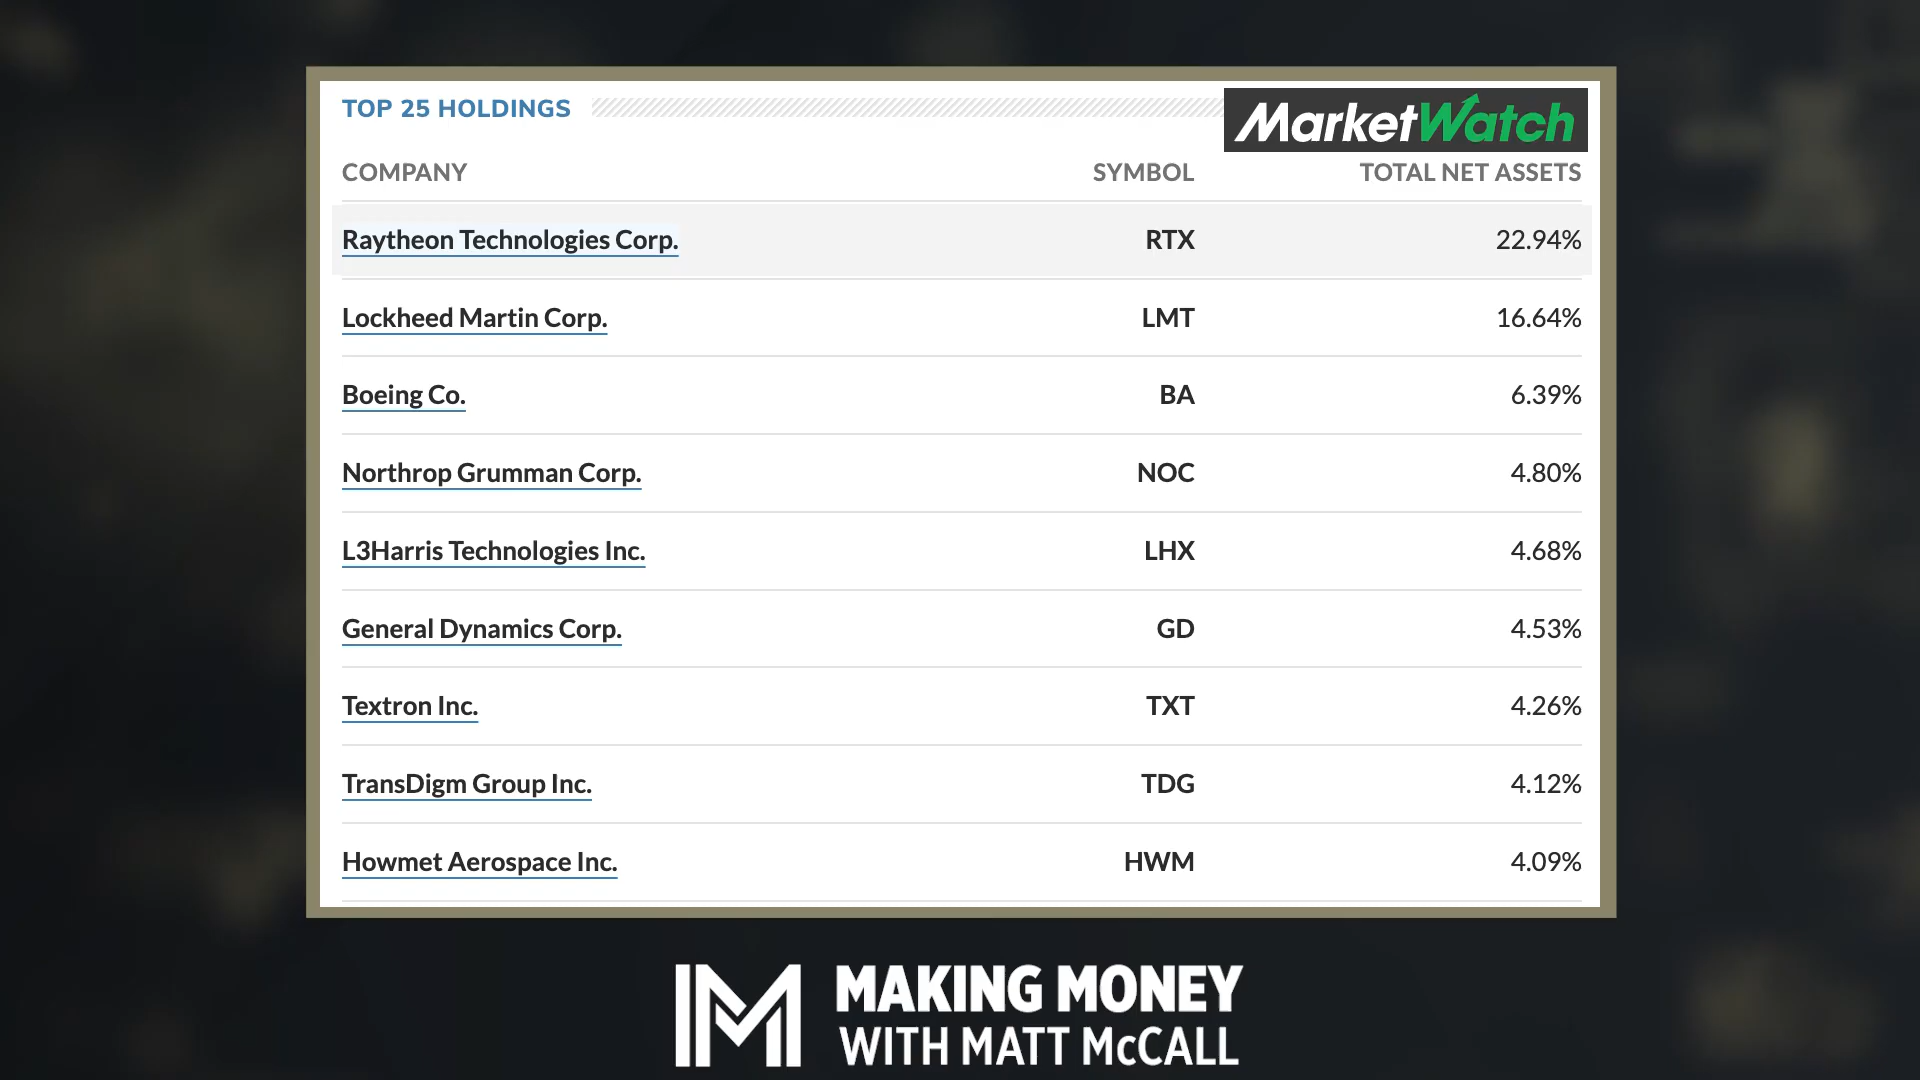 TOP 25 HOLDINGS
MarketWatch
COMPANY SYMBOL TOTAL NET ASSETS
Raytheon Technologies Corp. RTX 22.94%
Lockheed Martin Corp. LMT 16.64%
Boeing Co. BA 6.39%
Northrop Grumman Corp. NOC 4.80%
L3Harris Technologies Inc. LHX 4.68%
General Dynamics Corp. GD 4.53%
Textron Inc. TXT 4.26%
TransDigm Group Inc. TDG 4.12%
Howmet Aerospace Inc. HWM 4.09%
MAKING MONEY
WITH MATT McCALL